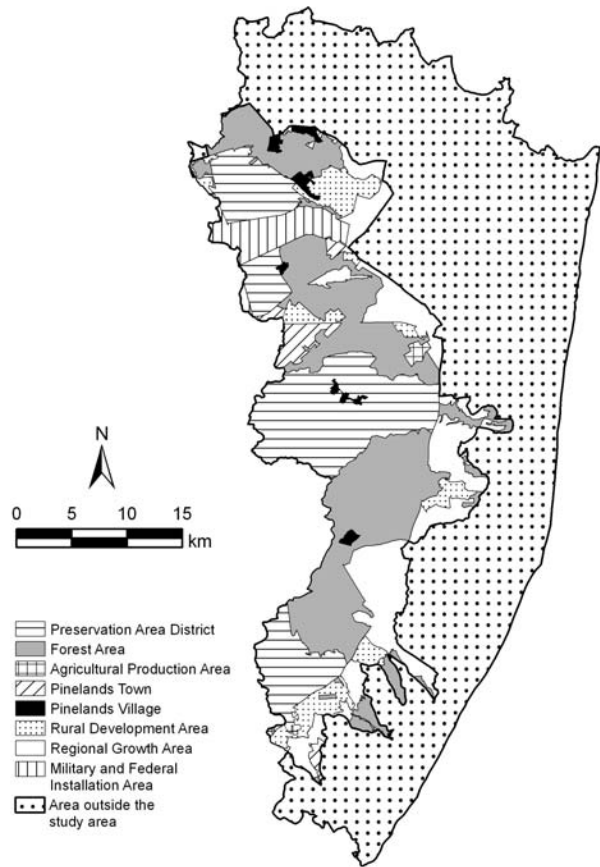 N
0 5 10 15
km
Preservation Area District
Forest Area
Agricultural Production Area
Pinelands Town
Pinelands Village
Rural Development Area
Regional Growth Area
Military and Federal
Installation Area
Area outside the
study area